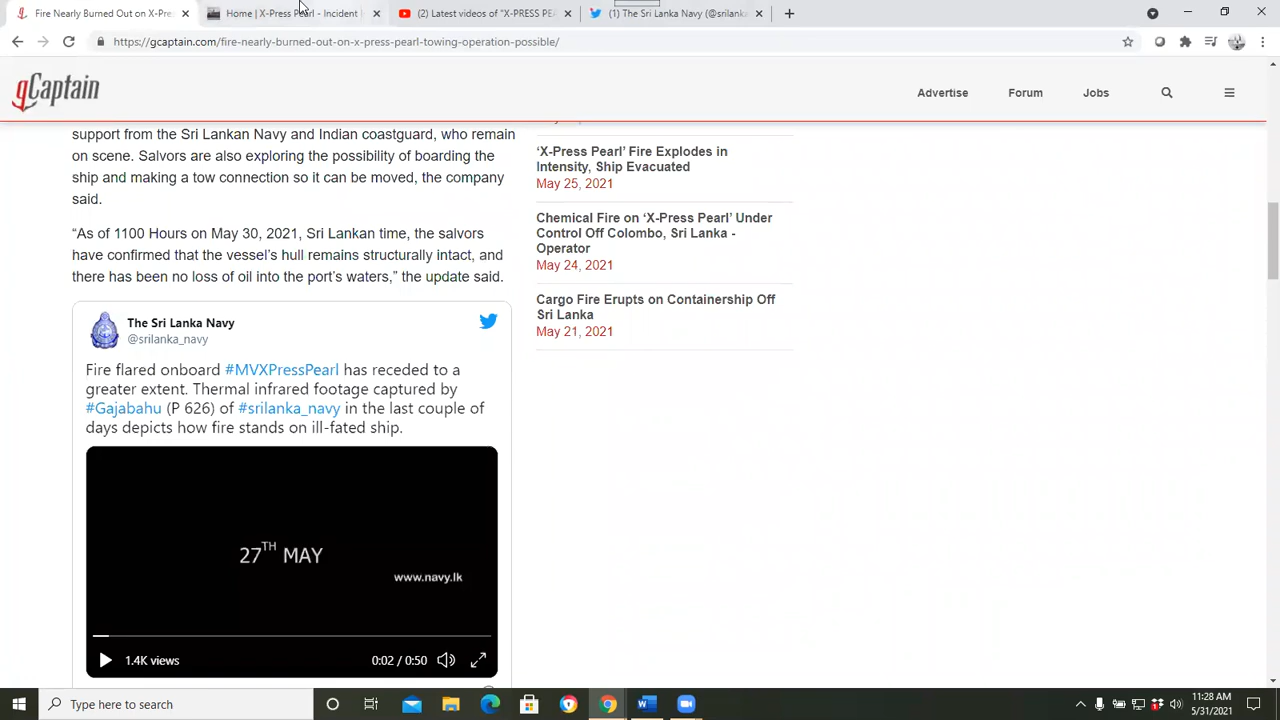 Fire Nearly Burned Out on X-Pres
Home | X-Press Pearl - Incident I
(2) Latest videos of "X-PRESS PEA
(1) The Sri Lanka Navy (@srilanka
https://gcaptain.com/fire-nearly-burned-out-on-x-press-pearl-towing-operation-possible/
gCaptain
Advertise
Forum
Jobs
support from the Sri Lankan Navy and Indian coastguard, who remain
on scene. Salvors are also exploring the possibility of boarding the
ship and making a tow connection so it can be moved, the company
said.
“As of 1100 Hours on May 30, 2021, Sri Lankan time, the salvors
have confirmed that the vessel’s hull remains structurally intact, and
there has been no loss of oil into the port’s waters,” the update said.
The Sri Lanka Navy
@srilanka_navy
Fire flared onboard #MVXPressPearl has receded to a
greater extent. Thermal infrared footage captured by
#Gajabahu (P 626) of #srilanka_navy in the last couple of
days depicts how fire stands on ill-fated ship.
27TH MAY
www.navy.lk
1.4K views
0:02 / 0:50
‘X-Press Pearl’ Fire Explodes in
Intensity, Ship Evacuated
May 25, 2021
Chemical Fire on ‘X-Press Pearl’ Under
Control Off Colombo, Sri Lanka -
Operator
May 24, 2021
Cargo Fire Erupts on Containership Off
Sri Lanka
May 21, 2021
Type here to search
11:28 AM
5/31/2021